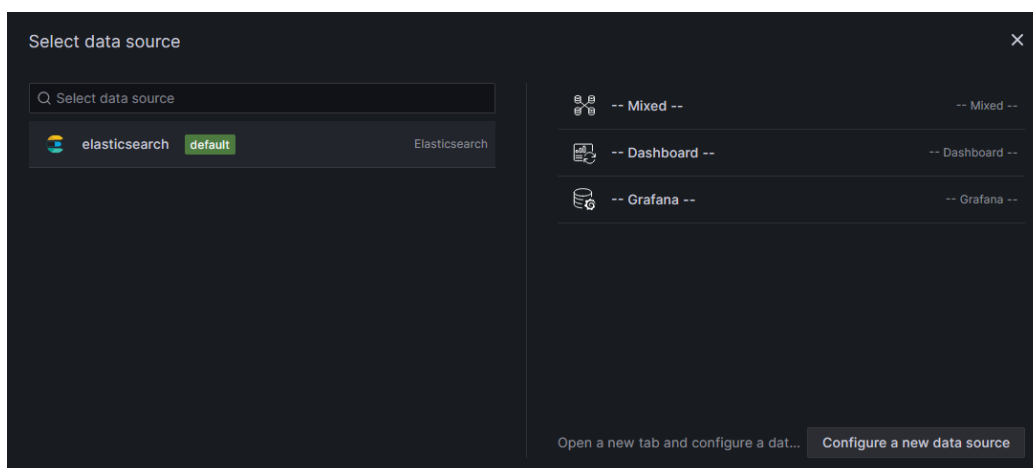 Select data source
Select data source
elasticsearch default Elasticsearch
-- Mixed -- -- Mixed --
-- Dashboard -- -- Dashboard --
-- Grafana -- -- Grafana --
Open a new tab and configure a dat... Configure a new data source